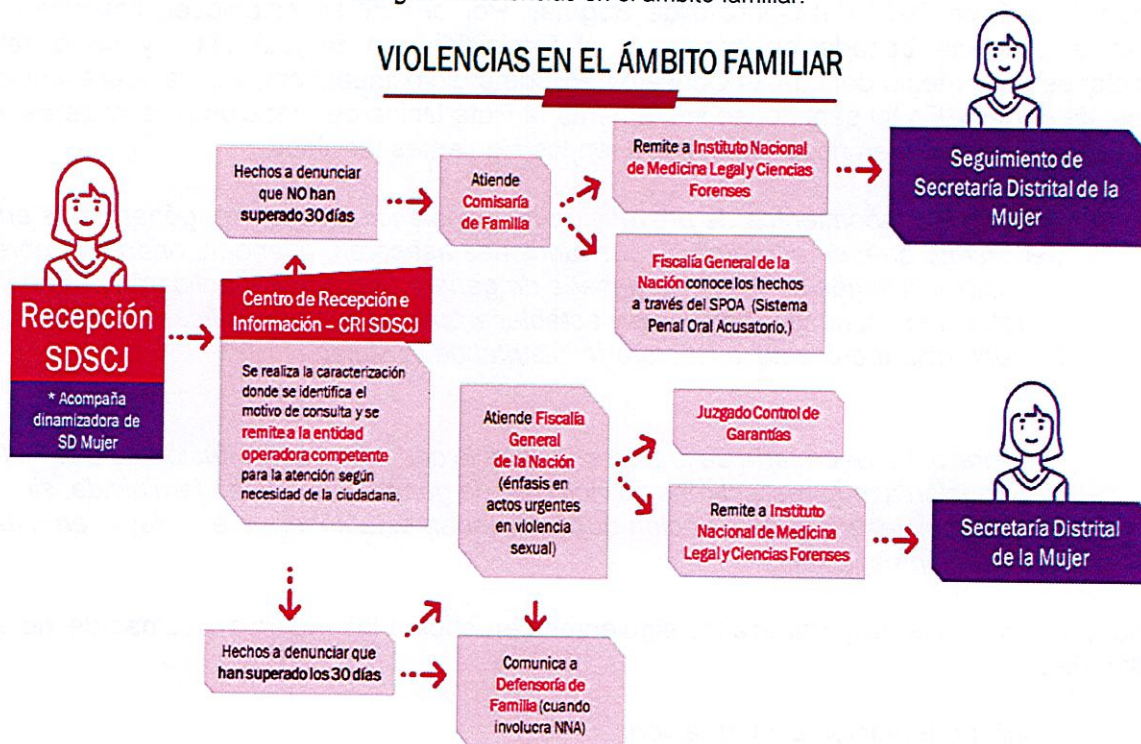 VIOLENCIAS EN EL ÁMBITO FAMILIAR
Recepción
SDSCJ
* Acompaña
dinamizadora de
SD Mujer
Centro de Recepción e
Información – CRI SDSCJ
Se realiza la caracterización
donde se identifica el
motivo de consulta y se
remite a la entidad
operadora competente
para la atención según
necesidad de la ciudadana.
Hechos a denunciar
que NO han
superado 30 días
Atiende
Comisaría
de Familia
Remite a Instituto Nacional
de Medicina Legal y Ciencias
Forenses
Seguimiento de
Secretaría Distrital de la
Mujer
Fiscalía General de la
Nación conoce los hechos
a través del SPOA (Sistema
Penal Oral Acusatorio.)
Hechos a denunciar que
han superado los 30 días
Atiende Fiscalía
General
de la Nación
(énfasis en
actos urgentes
en violencia
sexual)
Juzgado Control de
Garantías
Remite a Instituto
Nacional de Medicina
Legal y Ciencias Forenses
Secretaría Distrital
de la Mujer
Comunica a
Defensoría de
Familia (cuando
involucra NNA)